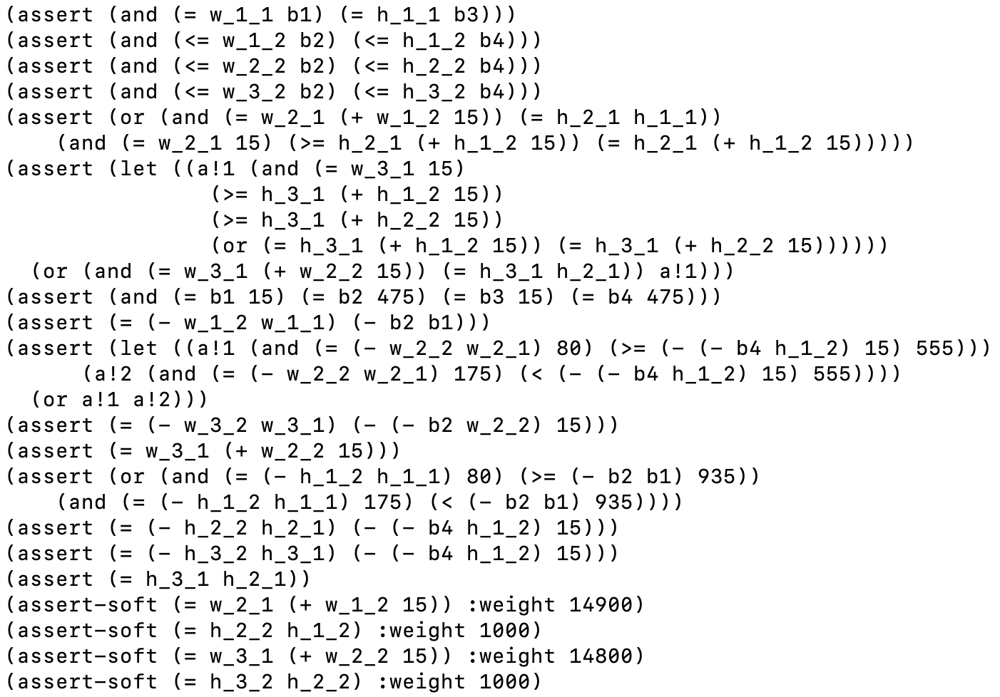 (assert (and (= w_1_1 b1) (= h_1_1 b3)))
(assert (and (<= w_1_2 b2) (<= h_1_2 b4)))
(assert (and (<= w_2_2 b2) (<= h_2_2 b4)))
(assert (and (<= w_3_2 b2) (<= h_3_2 b4)))
(assert (or (and (= w_2_1 (+ w_1_2 15)) (= h_2_1 h_1_1))
    (and (= w_2_1 15) (>= h_2_1 (+ h_1_2 15)) (= h_2_1 (+ h_1_2 15)))))
(assert (let ((a!1 (and (= w_3_1 15)
                (>= h_3_1 (+ h_1_2 15))
                (>= h_3_1 (+ h_2_2 15))
                (or (= h_3_1 (+ h_1_2 15)) (= h_3_1 (+ h_2_2 15))))))
  (or (and (= w_3_1 (+ w_2_2 15)) (= h_3_1 h_2_1)) a!1)))
(assert (and (= b1 15) (= b2 475) (= b3 15) (= b4 475)))
(assert (= (- w_1_2 w_1_1) (- b2 b1)))
(assert (let ((a!1 (and (= (- w_2_2 w_2_1) 80) (>= (- (- b4 h_1_2) 15) 555)))
      (a!2 (and (= (- w_2_2 w_2_1) 175) (< (- (- b4 h_1_2) 15) 555))))
  (or a!1 a!2)))
(assert (= (- w_3_2 w_3_1) (- (- b2 w_2_2) 15)))
(assert (= w_3_1 (+ w_2_2 15)))
(assert (or (and (= (- h_1_2 h_1_1) 80) (>= (- b2 b1) 935))
    (and (= (- h_1_2 h_1_1) 175) (< (- b2 b1) 935))))
(assert (= (- h_2_2 h_2_1) (- (- b4 h_1_2) 15)))
(assert (= (- h_3_2 h_3_1) (- (- b4 h_1_2) 15)))
(assert (= h_3_1 h_2_1))
(assert-soft (= w_2_1 (+ w_1_2 15)) :weight 14900)
(assert-soft (= h_2_2 h_1_2) :weight 1000)
(assert-soft (= w_3_1 (+ w_2_2 15)) :weight 14800)
(assert-soft (= h_3_2 h_2_2) :weight 1000)